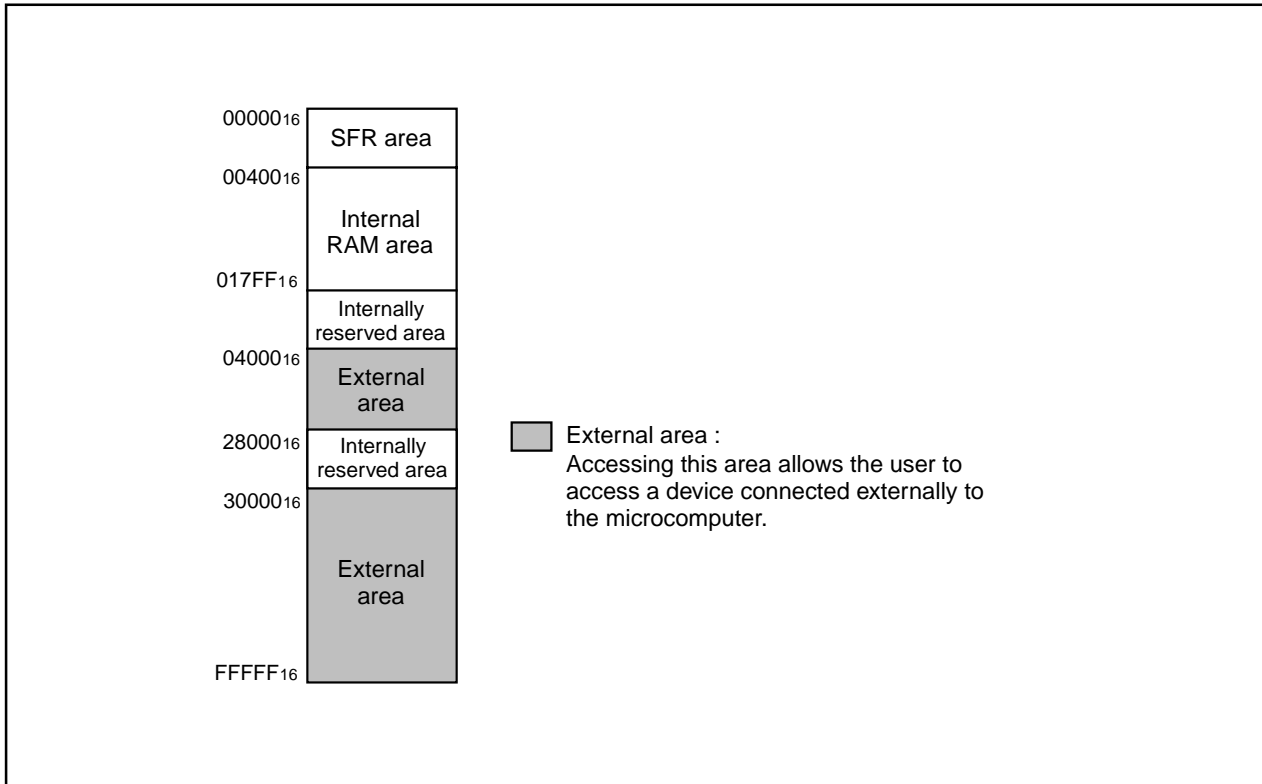 00000₁₆
SFR area
00400₁₆
Internal
RAM area
017FF₁₆
Internally
reserved area
04000₁₆
External
area
28000₁₆
Internally
reserved area
30000₁₆
External
area
FFFFF₁₆
External area :
Accessing this area allows the user to
access a device connected externally to
the microcomputer.